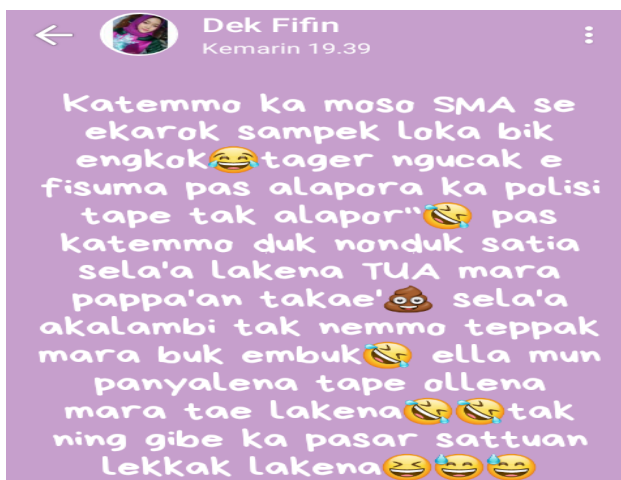 Dek Fifin
Kemarin 19.39
Katemmo ka moso SMA se
ekarok sampek Loka bik
engkok😂tager ngucak e
fisuma pas alapora ka polisi
tape tak alapor"🤣 pas
katemmo duk nonduk satia
sela'a lakena TUA mara
pappa'an takae'💩 sela'a
akalambi tak nemmo teppak
mara buk embuk🤣 ella mun
panyalena tape ollena
mara tae lakena🤣🤣tak
ning gibe ka pasar sattuan
lekkak lakena😆😅😅